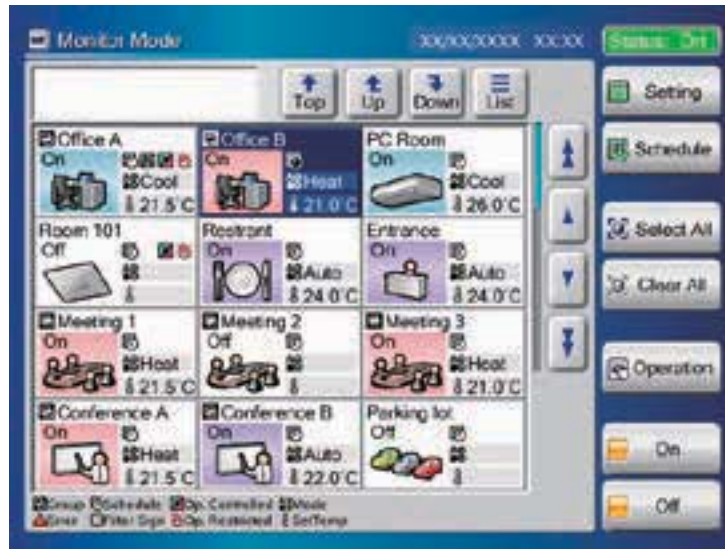 Monitor Mode XX/XX/XXXX XX:XX Status: On
Top Up Down List Setting
Schedule
Select All
Clear All
Operation
On
Off
Office A Office B PC Room
On On On
Cool Heat Cool
21.5°C 21.0°C 26.0°C
Room 101 Restrant Entrance
Off On On
Auto Auto
24.0°C 24.0°C
Meeting 1 Meeting 2 Meeting 3
On Off On
Heat Heat
21.5°C 21.0°C
Conference A Conference B Parking lot
On On Off
Heat Auto
21.5°C 22.0°C
Group Schedule Op. Controlled Mode
Error Filter Sign Op. Restricted SetTemp